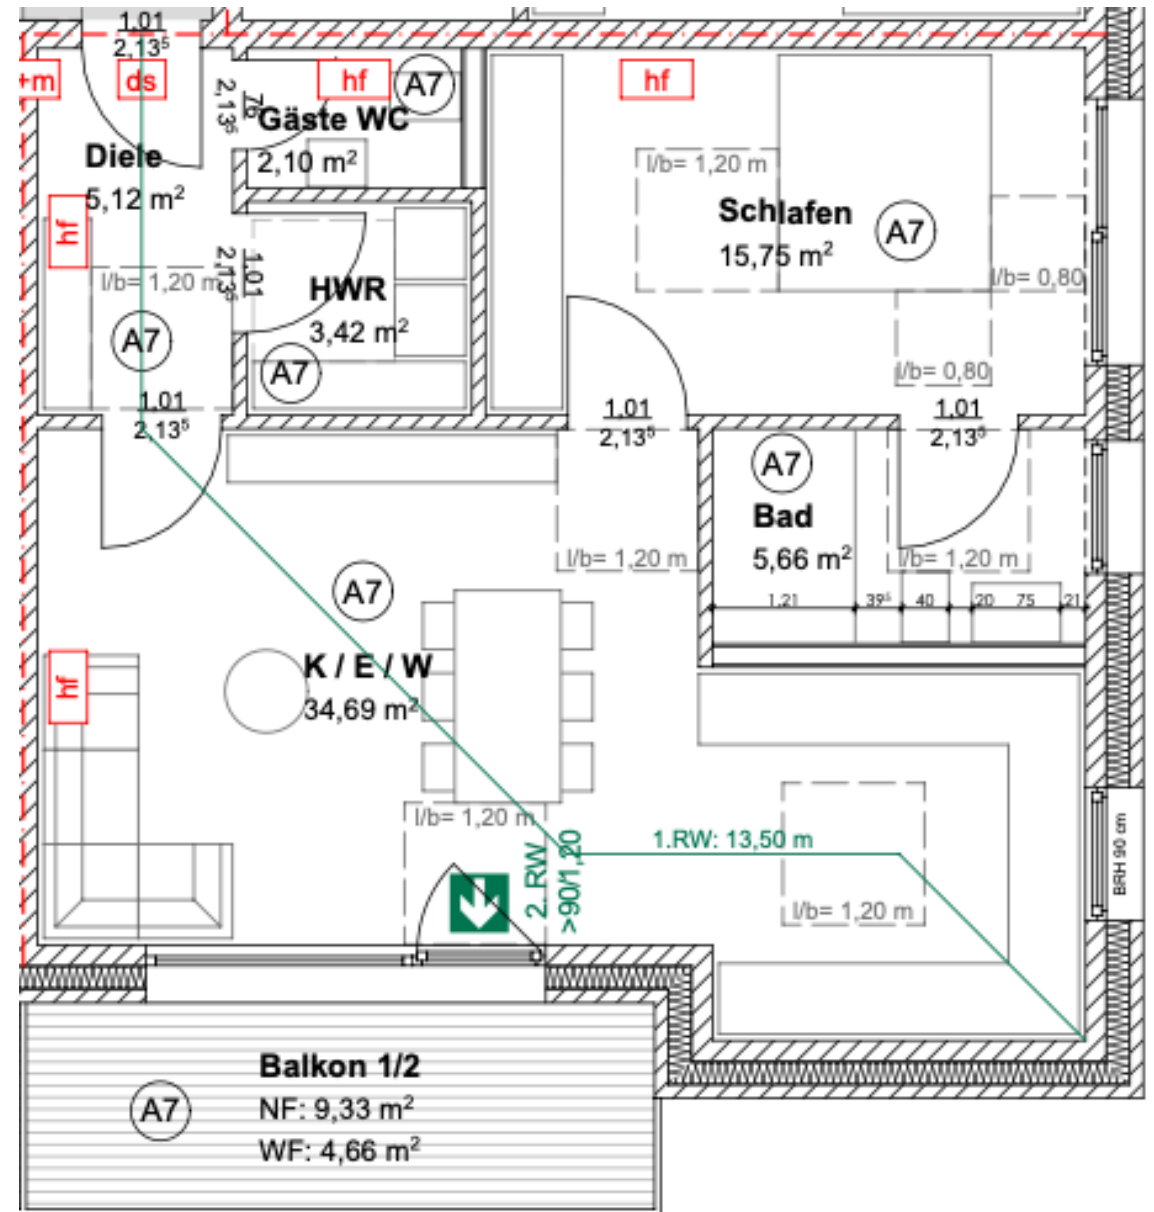 1.01
2,13⁵
+m
ds
hf
A7
hf
76
2,13⁵
Gäste WC
2,10 m²
Diele
5,12 m²
hf
l/b= 1,20 m
A7
1.01
2,13⁵
1.01
2,13⁵
HWR
3,42 m²
A7
l/b= 1,20 m
Schlafen
15,75 m²
A7
l/b= 0,80
l/b= 0,80
1.01
2,13⁵
1.01
2,13⁵
A7
Bad
5,66 m²
l/b= 1,20 m
l/b= 1,20 m
1.21
39⁵
40
20
75
21
A7
K / E / W
34,69 m²
hf
l/b= 1,20 m
2. RW
>90/1,20
1.RW: 13,50 m
l/b= 1,20 m
BRH 90 cm
Balkon 1/2
A7
NF: 9,33 m²
WF: 4,66 m²